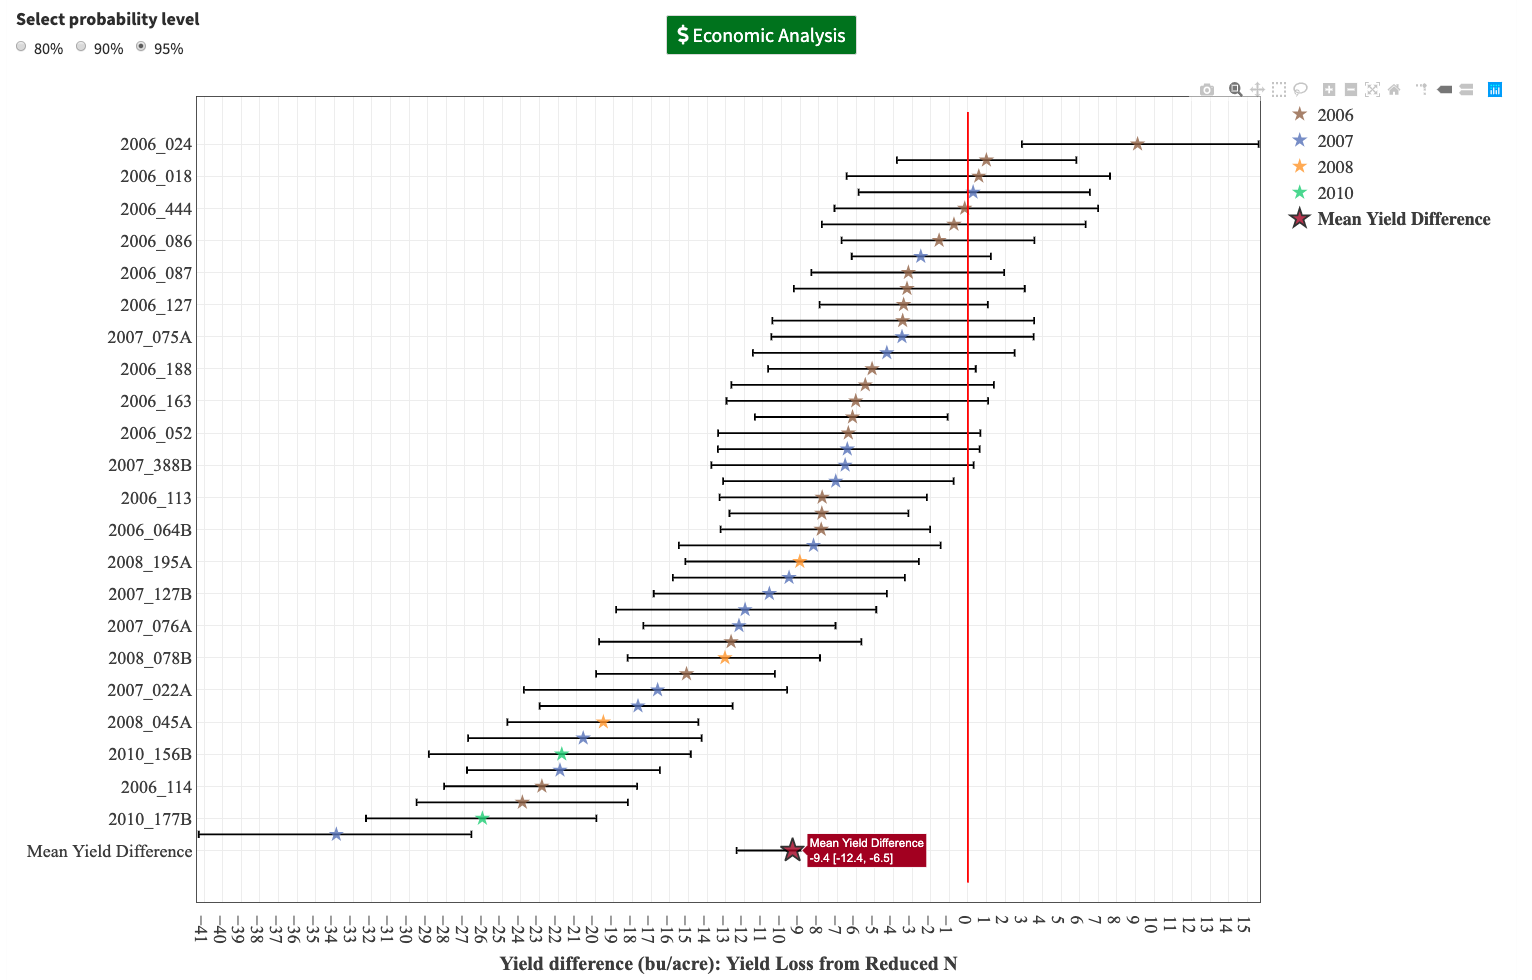 Select probability level
80% 90% 95%
$ Economic Analysis
2006
2007
2008
2010
Mean Yield Difference
2006_024
2006_018
2006_444
2006_086
2006_087
2006_127
2007_075A
2006_188
2006_163
2006_052
2007_388B
2006_113
2006_064B
2008_195A
2007_127B
2007_076A
2008_078B
2007_022A
2008_045A
2010_156B
2006_114
2010_177B
Mean Yield Difference
Mean Yield Difference
-9.4 [-12.4, -6.5]
−41 −40 −39 −38 −37 −36 −35 −34 −33 −32 −31 −30 −29 −28 −27 −26 −25 −24 −23 −22 −21 −20 −19 −18 −17 −16 −15 −14 −13 −12 −11 −10 −9 −8 −7 −6 −5 −4 −3 −2 −1 0 1 2 3 4 5 6 7 8 9 10 11 12 13 14 15
Yield difference (bu/acre): Yield Loss from Reduced N